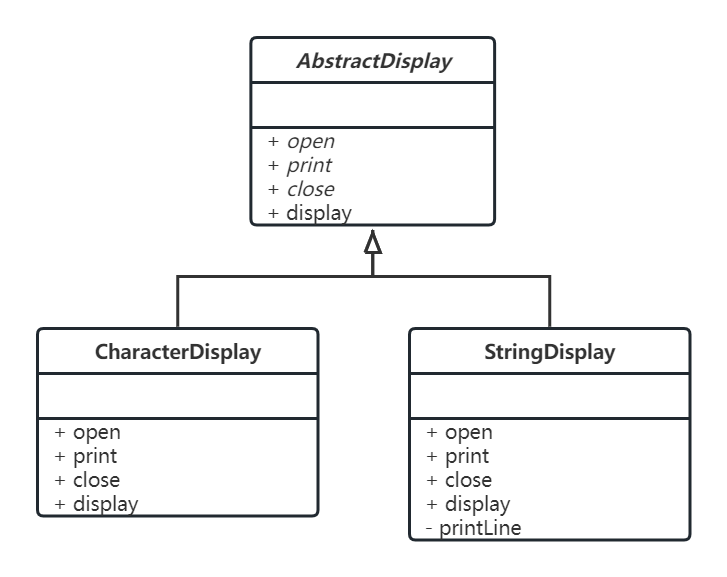 AbstractDisplay
+ open
+ print
+ close
+ display
CharacterDisplay
+ open
+ print
+ close
+ display
StringDisplay
+ open
+ print
+ close
+ display
- printLine